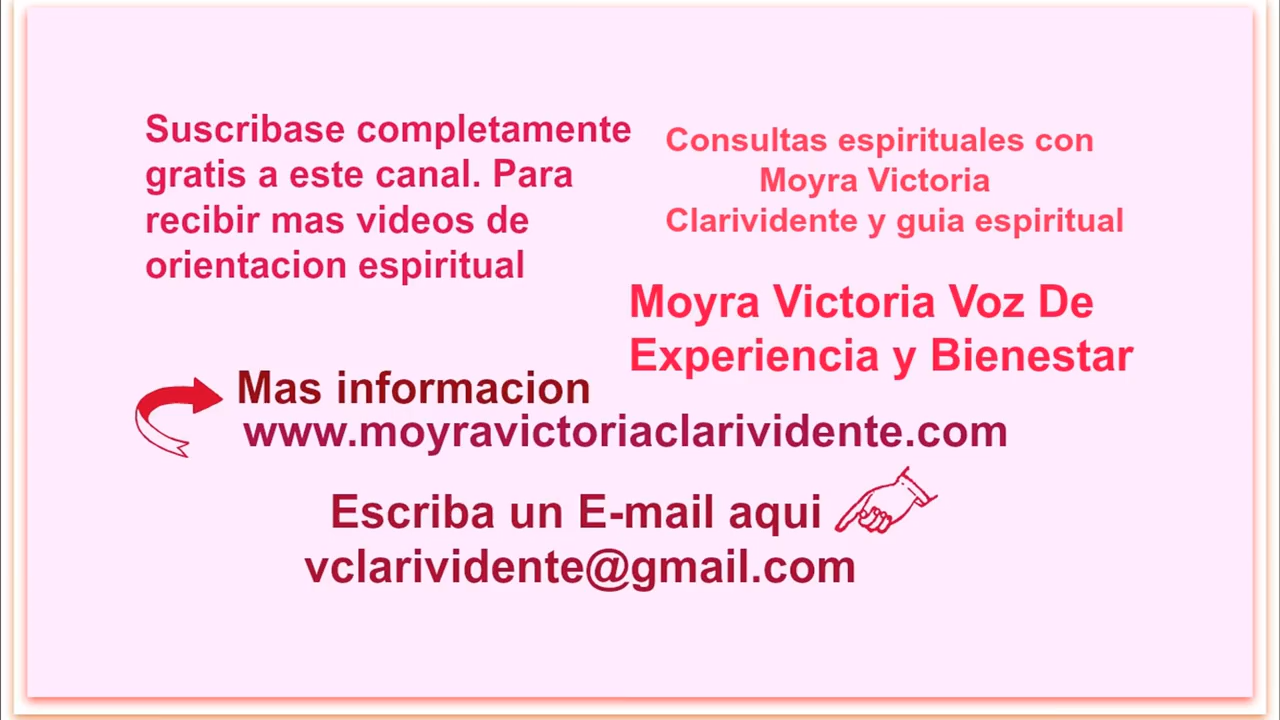 Suscribase completamente
gratis a este canal. Para
recibir mas videos de
orientacion espiritual
Consultas espirituales con
Moyra Victoria
Clarividente y guia espiritual
Moyra Victoria Voz De
Experiencia y Bienestar
Mas informacion
www.moyravictoriaclarividente.com
Escriba un E-mail aqui
vclarividente@gmail.com